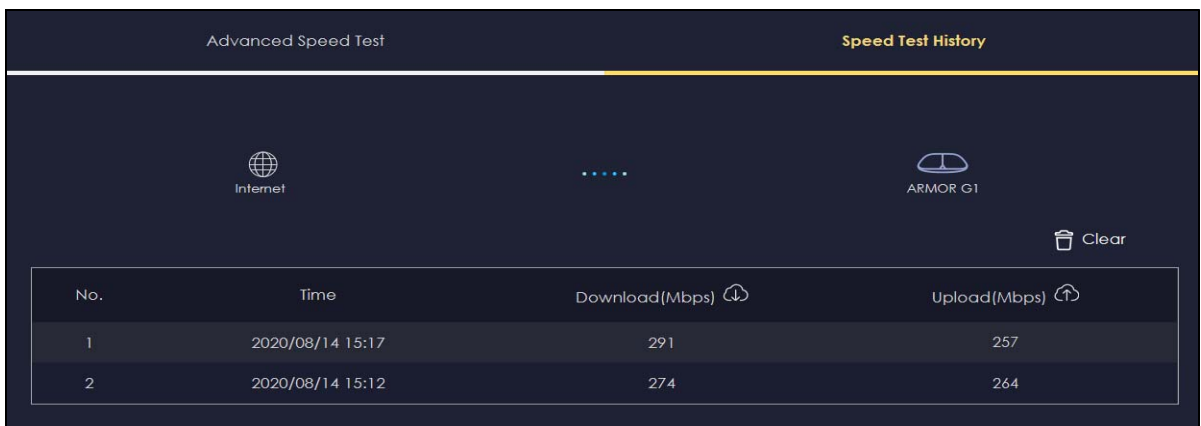 Advanced Speed Test Speed Test History
Internet ARMOR G1
Clear
No. Time Download(Mbps) Upload(Mbps)
1 2020/08/14 15:17 291 257
2 2020/08/14 15:12 274 264